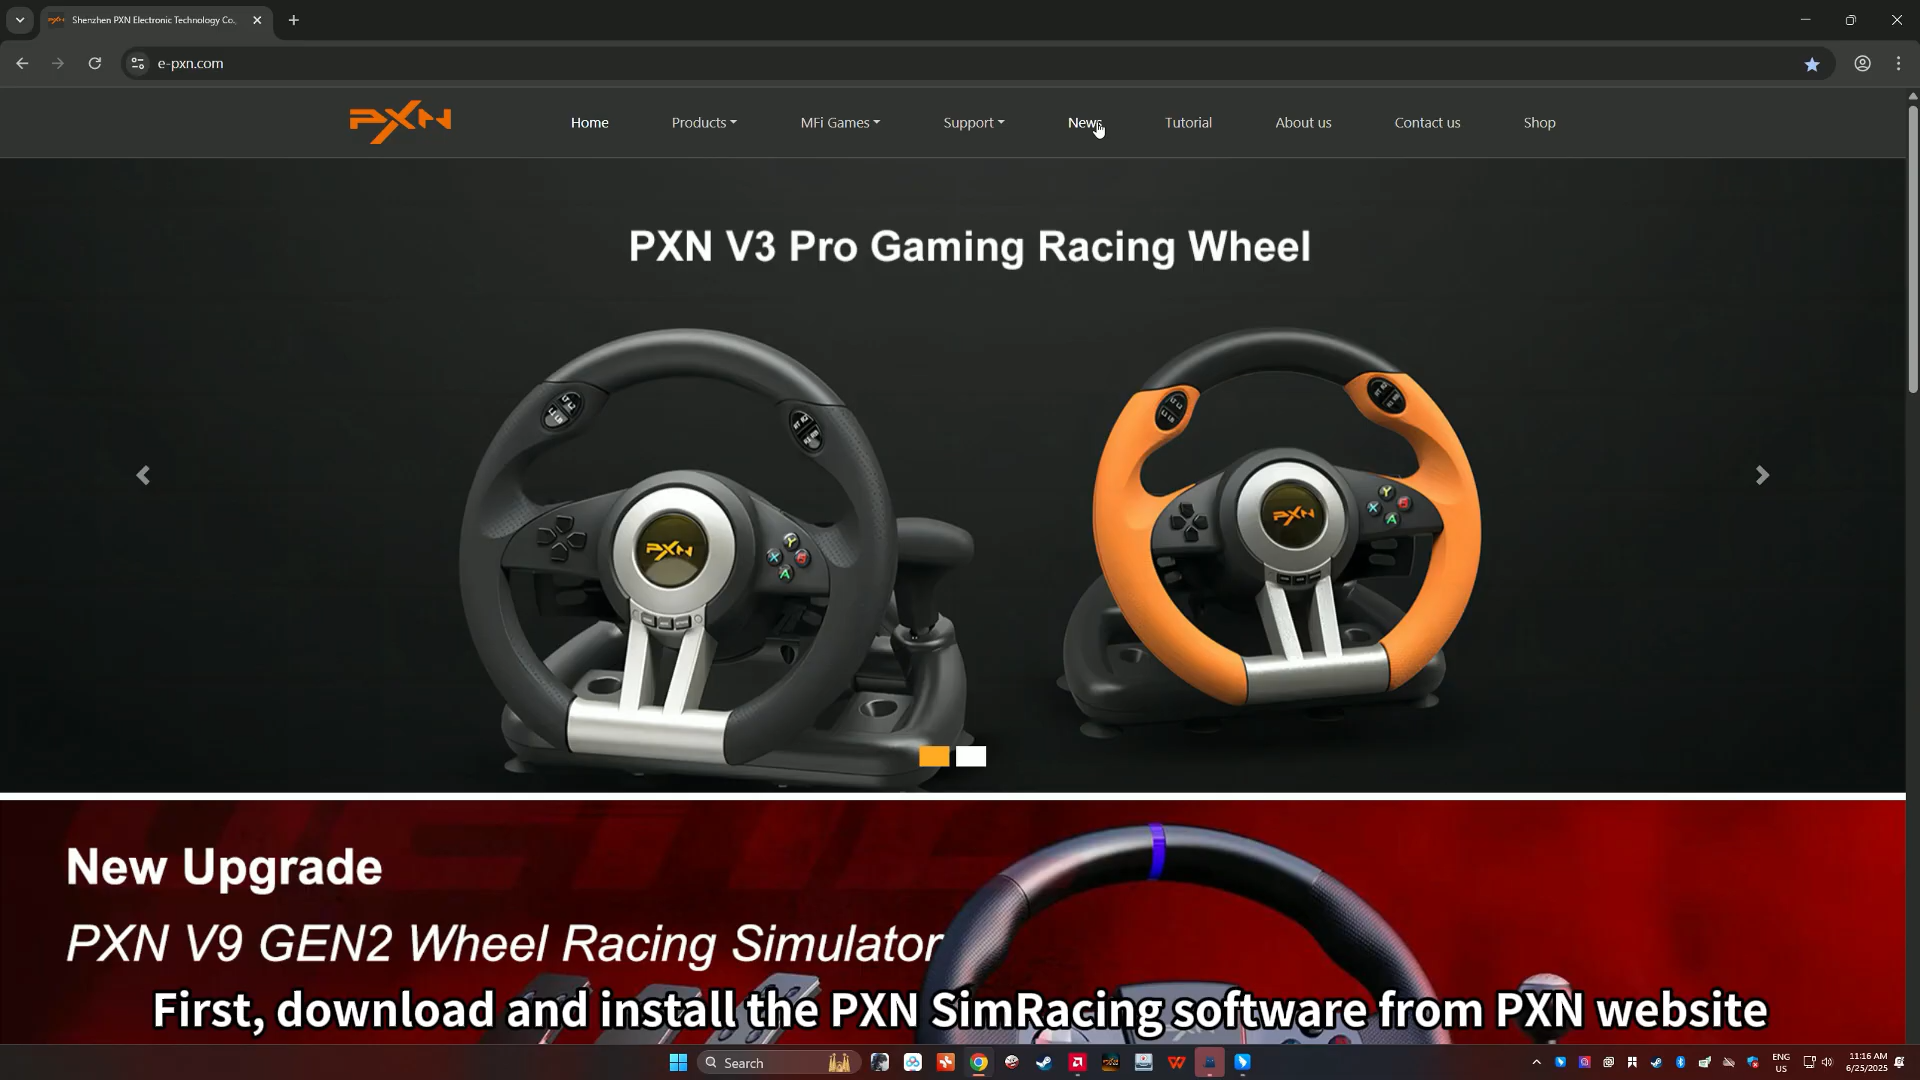 Shenzhen PXN Electronic Technology Co.,
e-pxn.com
PXN
Home
Products
MFi Games
Support
News
Tutorial
About us
Contact us
Shop
PXN V3 Pro Gaming Racing Wheel
PXN
Y
X
B
A
PXN
Y
X
B
A
New Upgrade
PXN V9 GEN2 Wheel Racing Simulator
First, download and install the PXN SimRacing software from PXN website
Search
ENG
US
11:16 AM
6/25/2025